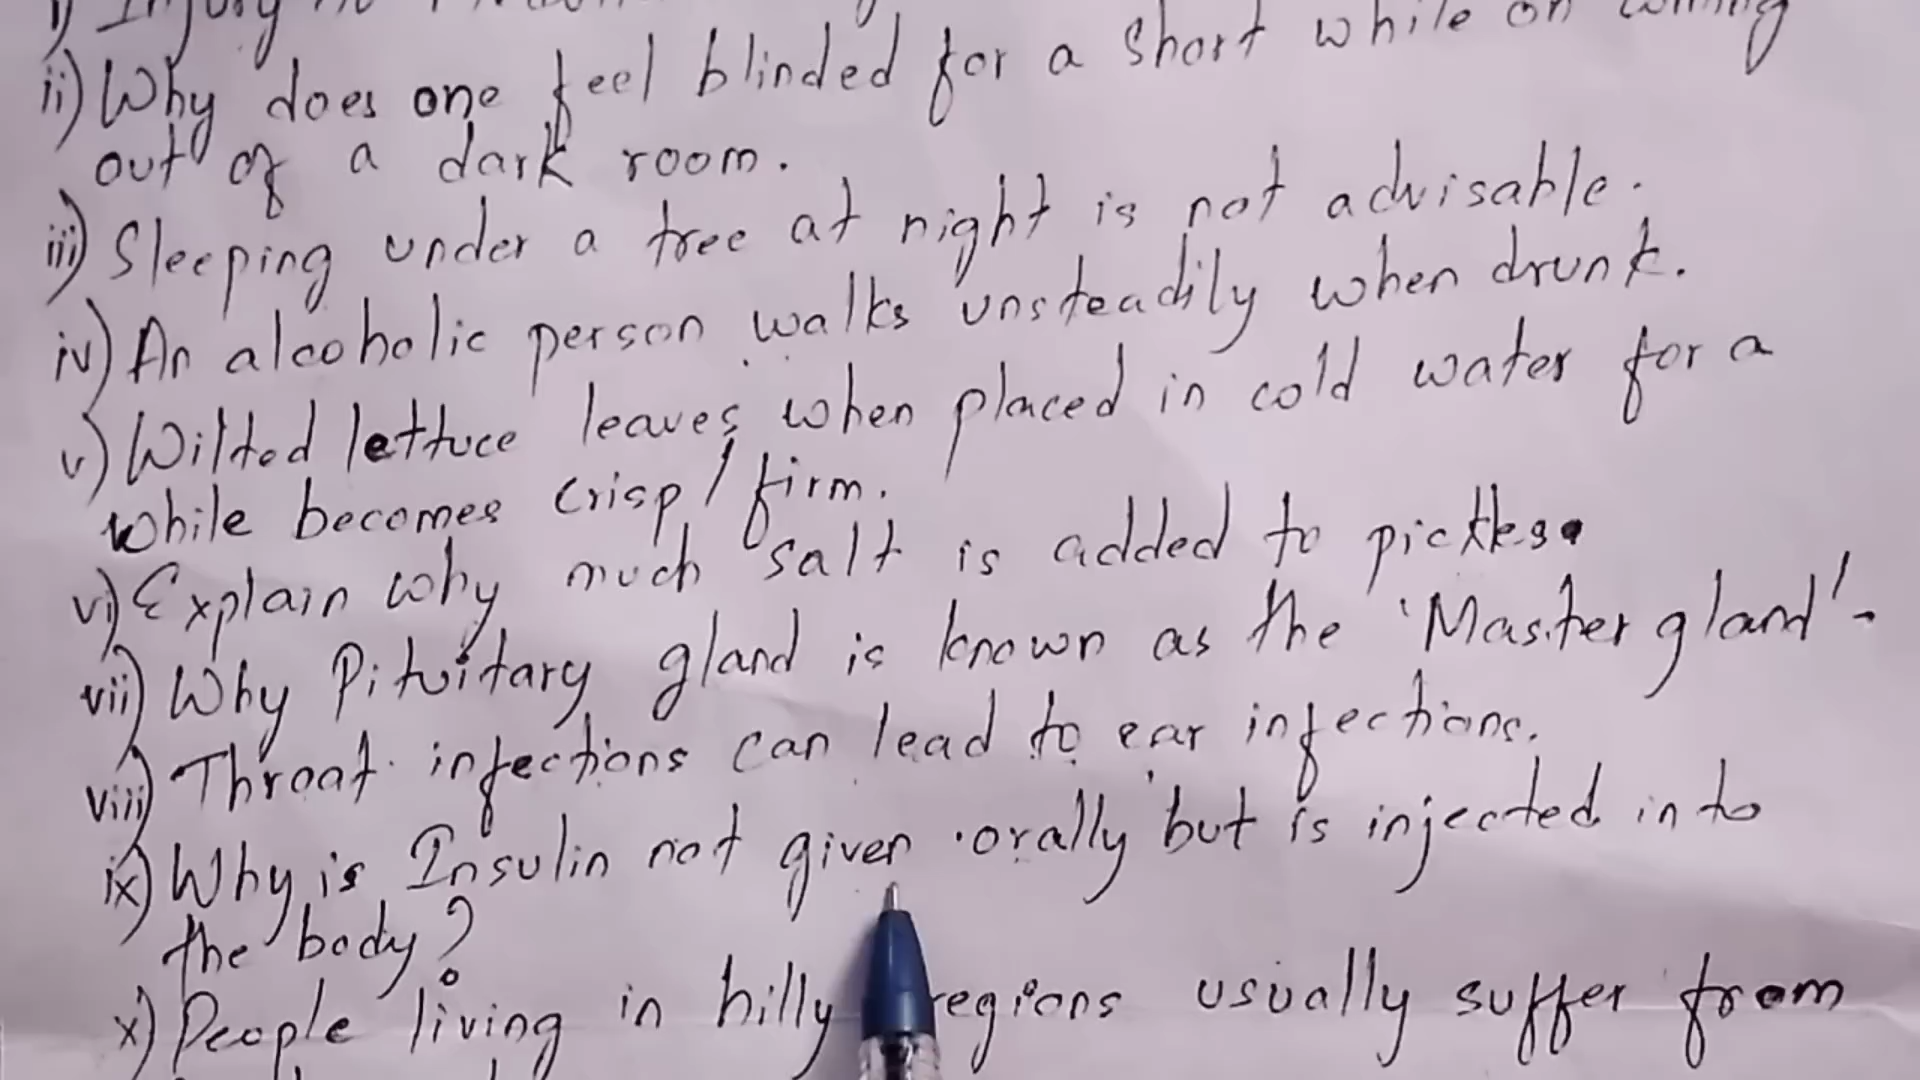 i) Injury
ii) Why does one feel blinded for a short while on coming
out of a dark room.
iii) Sleeping under a tree at night is not advisable.
iv) An alcoholic person walks unsteadily when drunk.
v) Wilted lettuce leaves, when placed in cold water for a
while becomes crisp / firm.
vi) Explain why much salt is added to pickles.
vii) Why Pituitary gland is known as the 'Master gland'-
viii) Throat infections can lead to ear infections.
ix) Why is Insulin not given orally but is injected into
the body?
x) People living in hilly regions usually suffer from